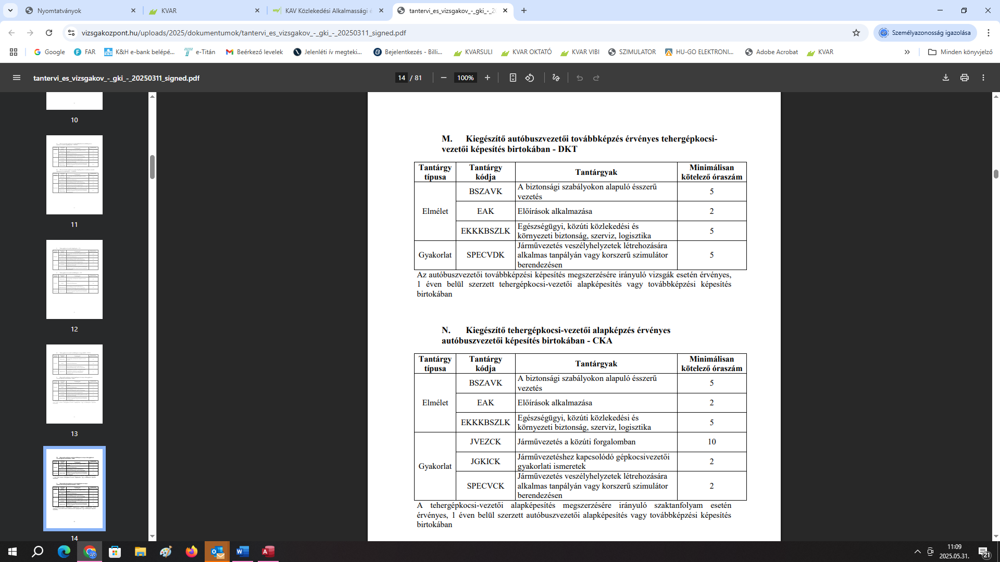 Nyomtatványok
KVAR
KAV Közlekedési Alkalmassági é
tantervi_es_vizsgakov_-_gki_-_20
vizsgakozpont.hu/uploads/2025/dokumentumok/tantervi_es_vizsgakov_-_gki_-_20250311_signed.pdf
Személyazonosság igazolása
Google
FAR
K&H e-bank belépé...
e-Titán
Beérkező levelek
Jelenléti ív megteki...
Bejelentkezés - Billi...
KVARSULI
KVAR OKTATÓ
KVAR VIBI
SZIMULATOR
HU-GO ELEKTRONI...
Adobe Acrobat
KVAR
Minden könyvjelző
tantervi_es_vizsgakov_-_gki_-_20250311_signed.pdf
14 / 81
100%
10
11
12
13
14
M. Kiegészítő autóbuszvezetői továbbképzés érvényes tehergépkocsi-
vezetői képesítés birtokában - DKT
Tantárgy típusa Tantárgy kódja Tantárgyak Minimálisan kötelező óraszám
Elmélet
BSZAVK A biztonsági szabályokon alapuló ésszerű vezetés 5
EAK Előírások alkalmazása 2
EKKKBSZLK Egészségügyi, közúti közlekedési és környezeti biztonság, szerviz, logisztika 5
Gyakorlat SPECVDK Járművezetés veszélyhelyzetek létrehozására alkalmas tanpályán vagy korszerű szimulátor berendezésen 5
Az autóbuszvezetői továbbképzési képesítés megszerzésére irányuló vizsgák esetén érvényes,
1 éven belül szerzett tehergépkocsi-vezetői alapképesítés vagy továbbképzési képesítés
birtokában
N. Kiegészítő tehergépkocsi-vezetői alapképzés érvényes
autóbuszvezetői képesítés birtokában - CKA
Tantárgy típusa Tantárgy kódja Tantárgyak Minimálisan kötelező óraszám
Elmélet
BSZAVK A biztonsági szabályokon alapuló ésszerű vezetés 5
EAK Előírások alkalmazása 2
EKKKBSZLK Egészségügyi, közúti közlekedési és környezeti biztonság, szerviz, logisztika 5
Gyakorlat
JVEZCK Járművezetés a közúti forgalomban 10
JGKICK Járművezetéshez kapcsolódó gépkocsivezetői gyakorlati ismeretek 2
SPECVCK Járművezetés veszélyhelyzetek létrehozására alkalmas tanpályán vagy korszerű szimulátor berendezésen 2
A tehergépkocsi-vezetői alapképesítés megszerzésére irányuló szaktanfolyam esetén
érvényes, 1 éven belül szerzett autóbuszvezetői alapképesítés vagy továbbképzési képesítés
birtokában
11:09
2025.05.31.
21